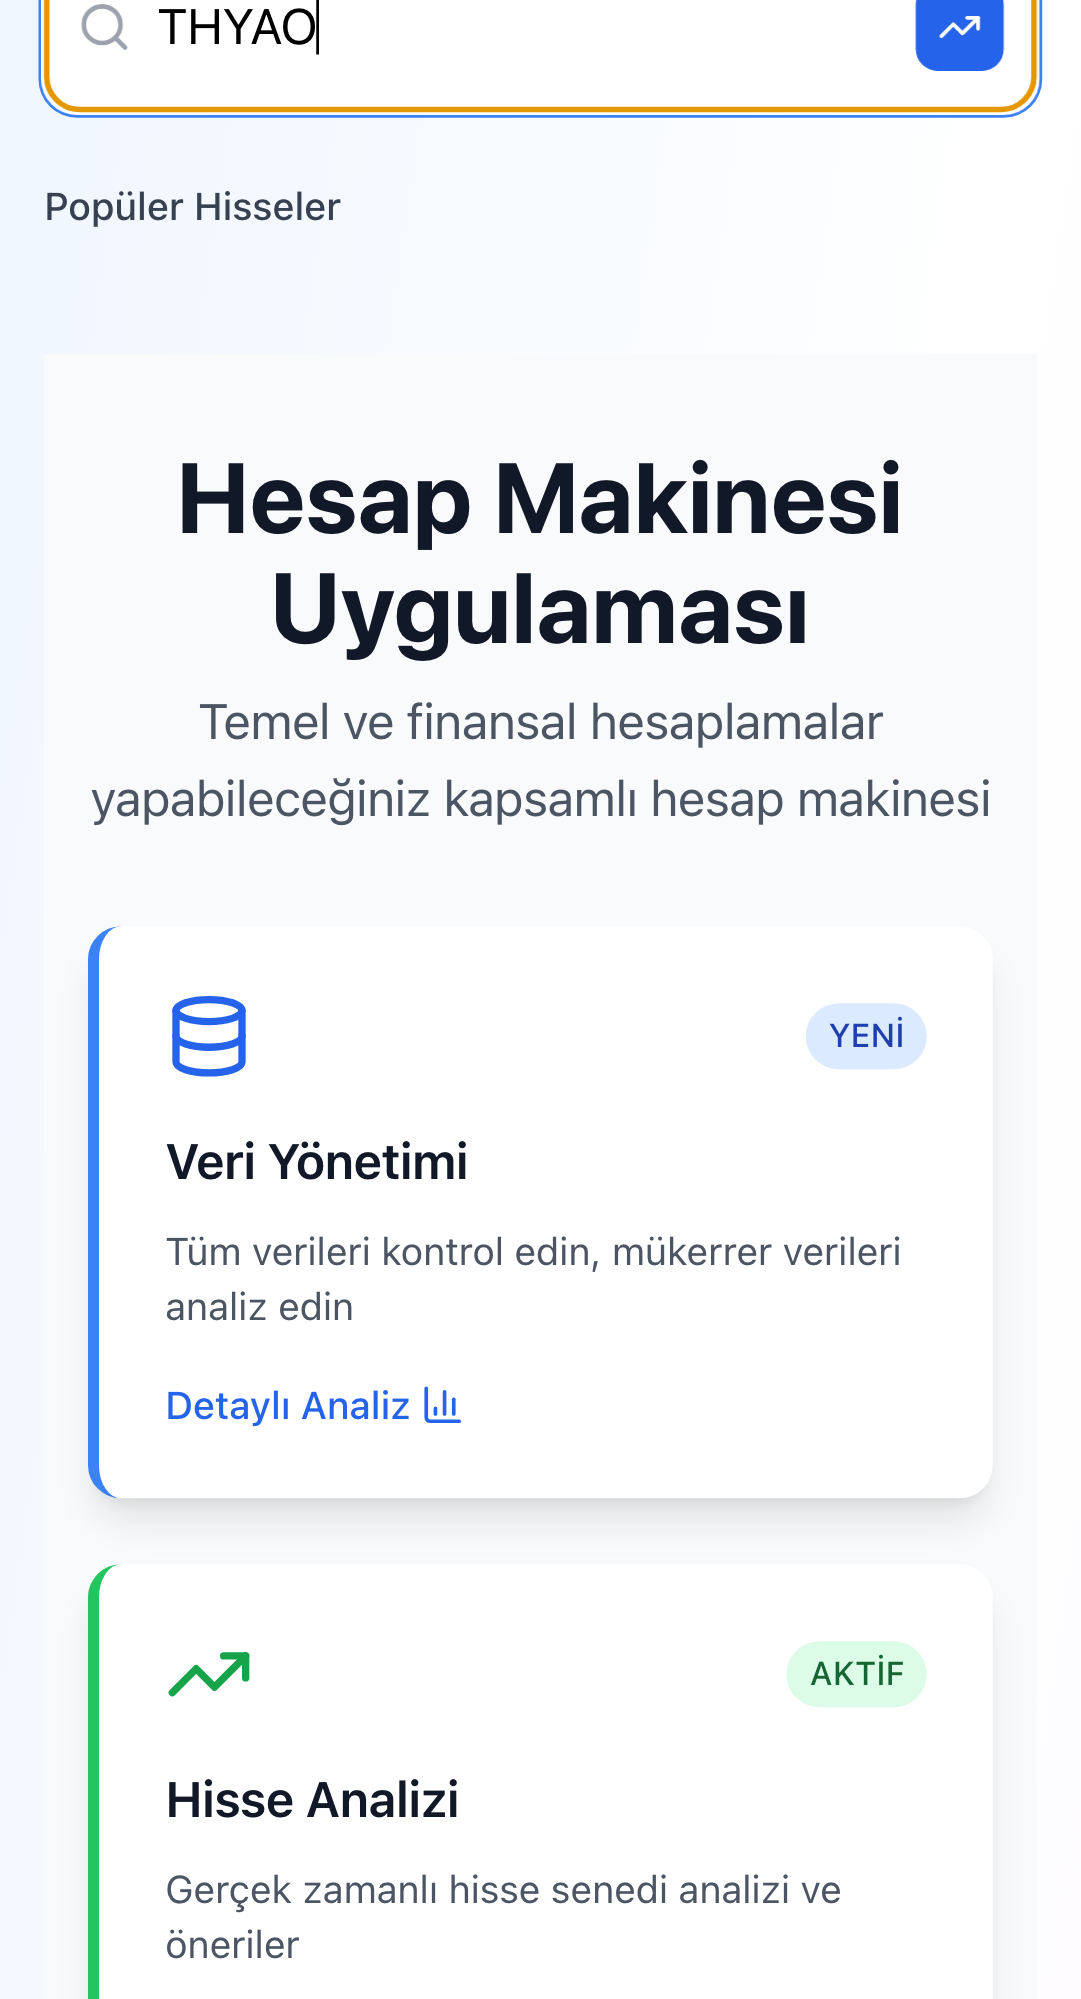 THYAO
Popüler Hisseler
Hesap Makinesi
Uygulaması
Temel ve finansal hesaplamalar
yapabileceğiniz kapsamlı hesap makinesi
YENİ
Veri Yönetimi
Tüm verileri kontrol edin, mükerrer verileri
analiz edin
Detaylı Analiz
AKTİF
Hisse Analizi
Gerçek zamanlı hisse senedi analizi ve
öneriler